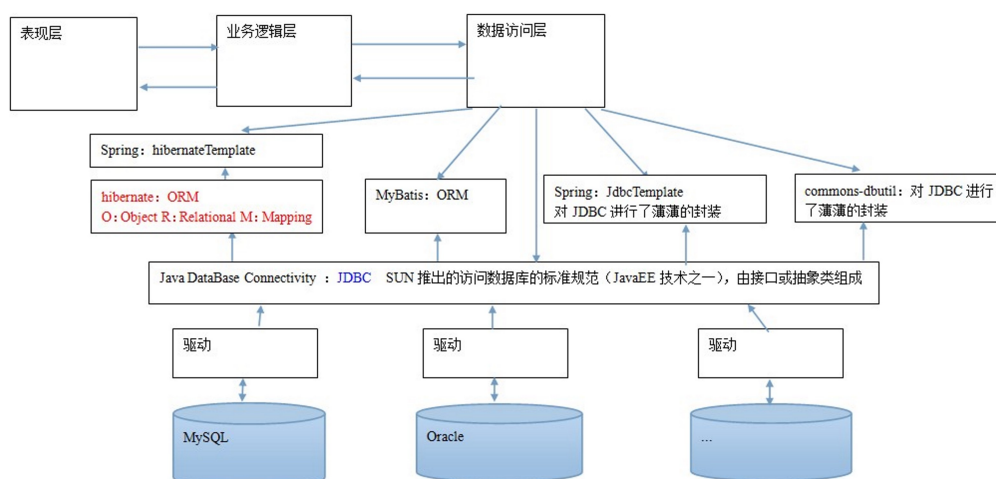 表现层
业务逻辑层
数据访问层
Spring：hibernateTemplate
hibernate：ORM
O：Object R：Relational M：Mapping
MyBatis：ORM
Spring：JdbcTemplate
对 JDBC 进行了薄薄的封装
commons-dbutil：对 JDBC 进行
了薄薄的封装
Java DataBase Connectivity ：JDBC SUN 推出的访问数据库的标准规范（JavaEE 技术之一），由接口或抽象类组成
驱动
驱动
驱动
MySQL
Oracle
...